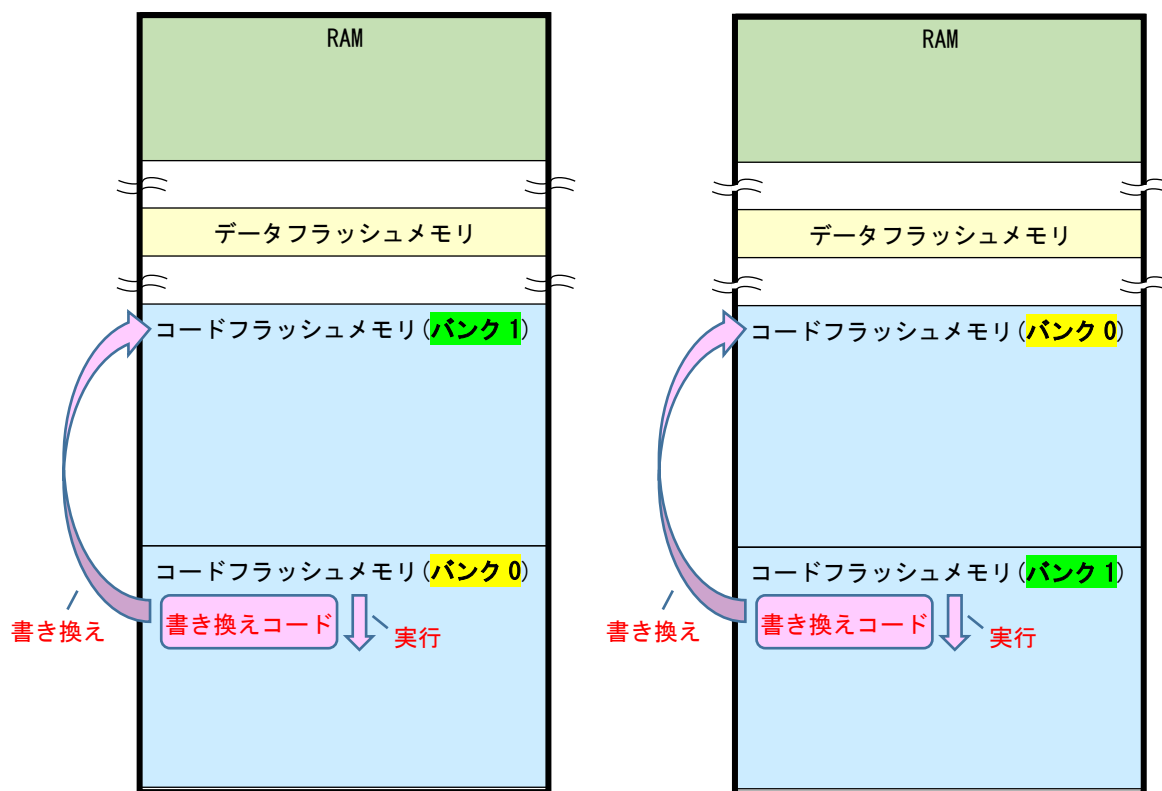 RAM
データフラッシュメモリ
コードフラッシュメモリ(バンク 1)
コードフラッシュメモリ(バンク 0)
書き換えコード
書き換え
実行
RAM
データフラッシュメモリ
コードフラッシュメモリ(バンク 0)
コードフラッシュメモリ(バンク 1)
書き換えコード
書き換え
実行